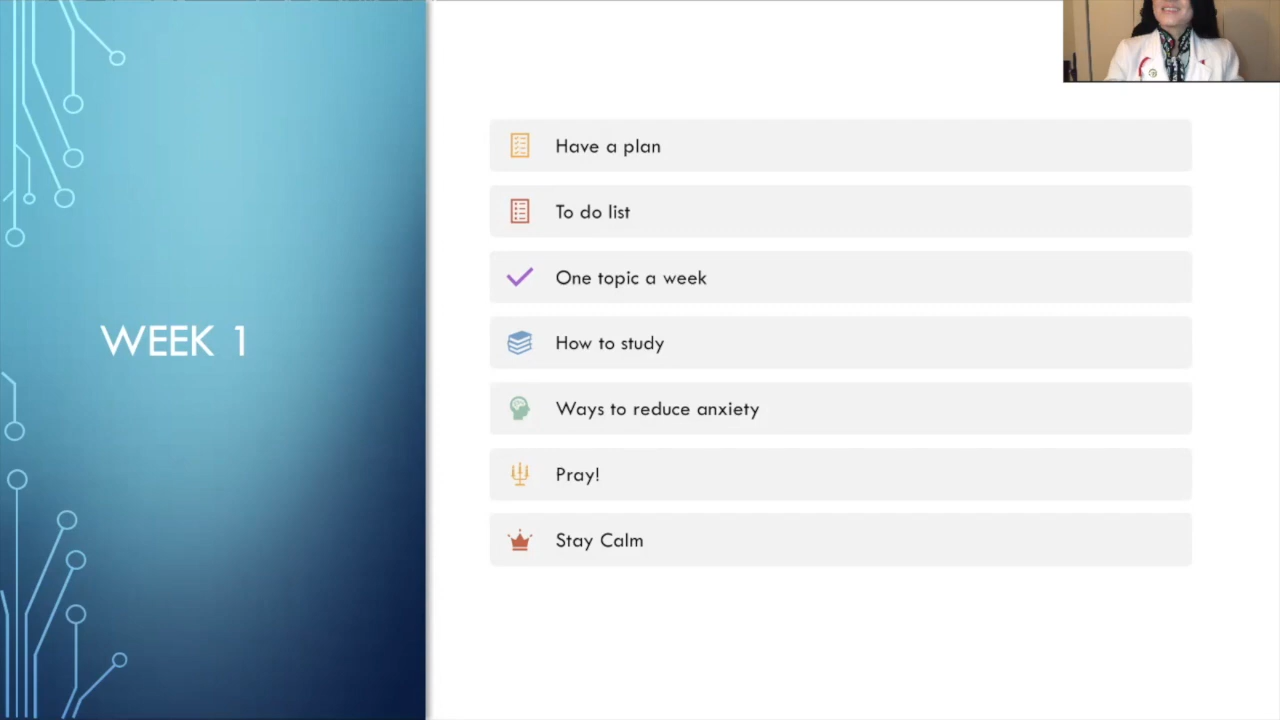 WEEK 1
Have a plan
To do list
One topic a week
How to study
Ways to reduce anxiety
Pray!
Stay Calm